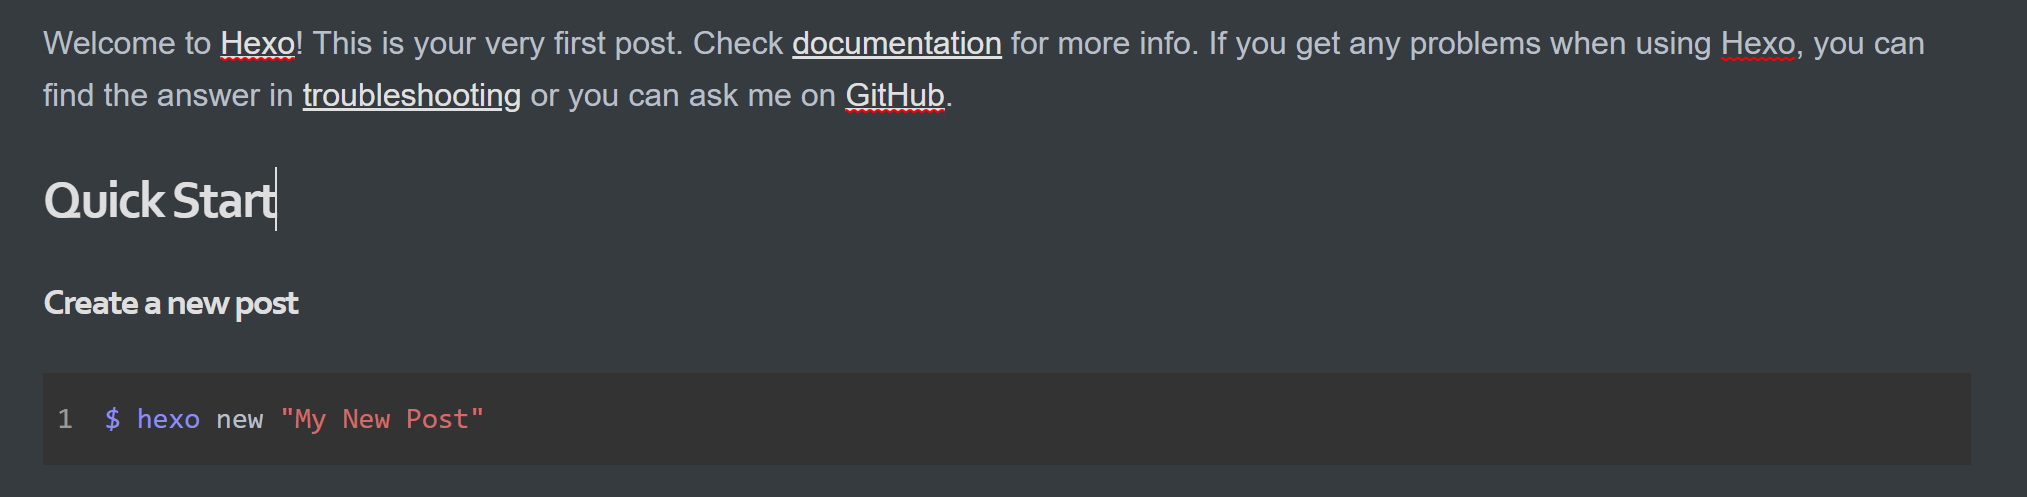 Welcome to Hexo! This is your very first post. Check documentation for more info. If you get any problems when using Hexo, you can
find the answer in troubleshooting or you can ask me on GitHub.
Quick Start
Create a new post
1 $ hexo new "My New Post"